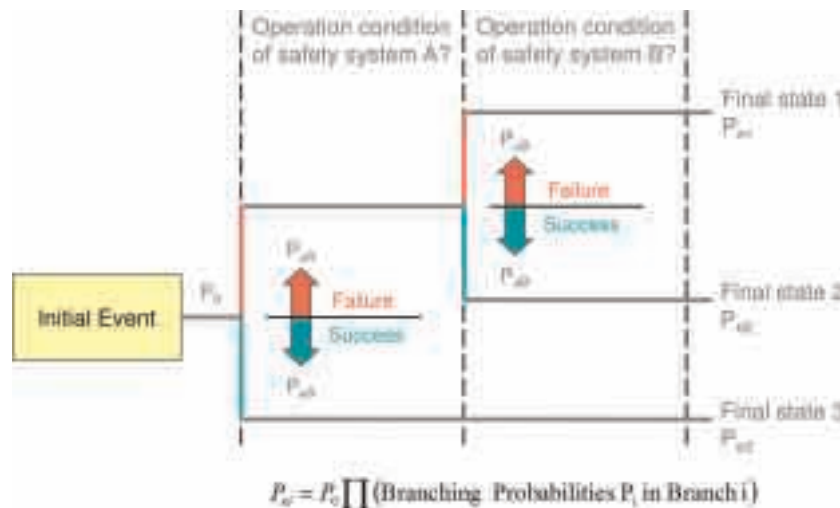 Operation condition
of safety system A?
Operation condition
of safety system B?
Final state 1
Failure
Success
Initial Event
Failure
Success
Final state 2
Final state 3
= ∏ (Branching Probabilities Pᵢ in Branch i)